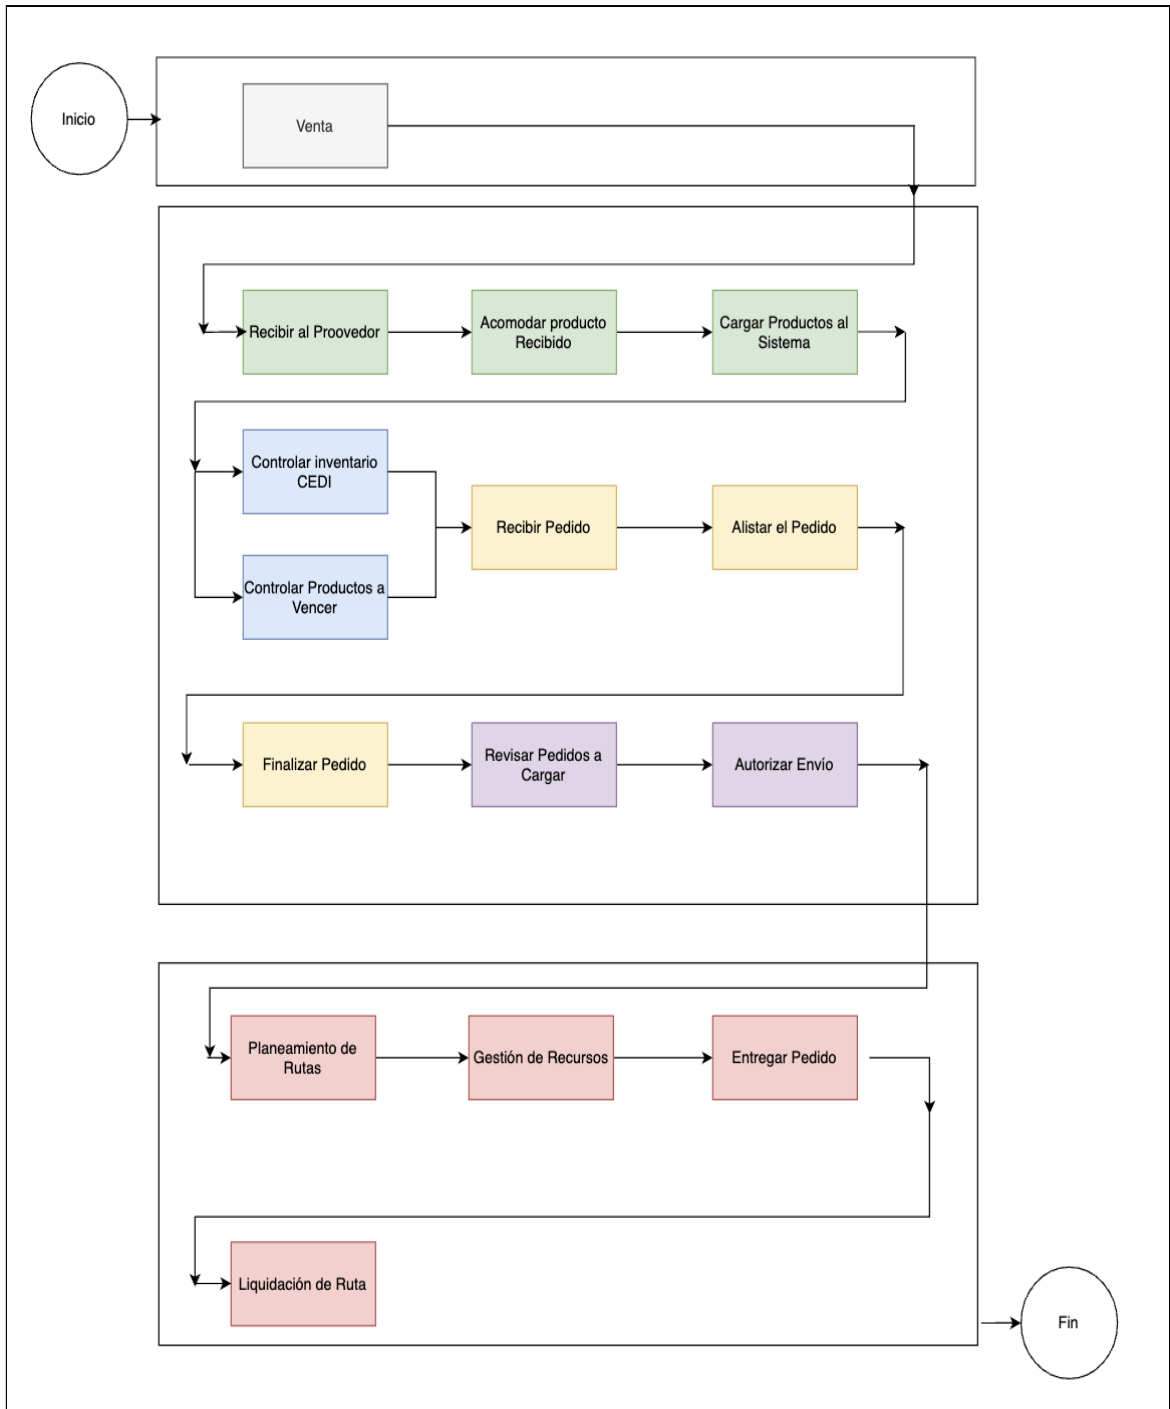 Inicio
Venta
Recibir al Proovedor
Acomodar producto
Recibido
Cargar Productos al
Sistema
Controlar inventario
CEDI
Controlar Productos a
Vencer
Recibir Pedido
Alistar el Pedido
Finalizar Pedido
Revisar Pedidos a
Cargar
Autorizar Envío
Planeamiento de
Rutas
Gestión de Recursos
Entregar Pedido
Liquidación de Ruta
Fin